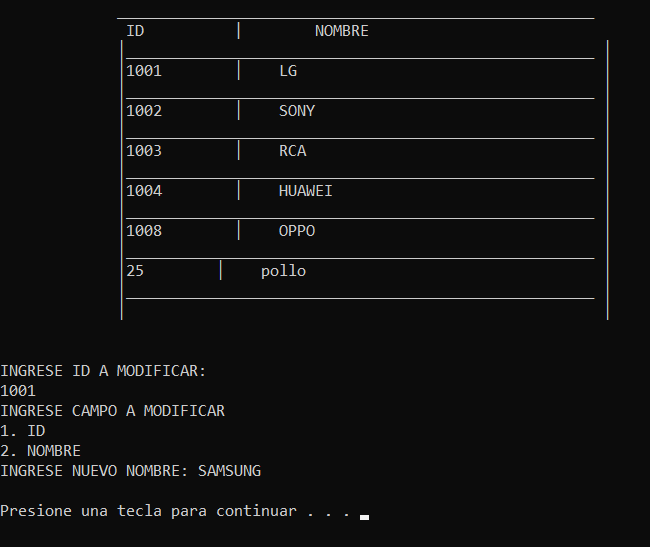 ID NOMBRE
1001 LG
1002 SONY
1003 RCA
1004 HUAWEI
1008 OPPO
25 pollo
INGRESE ID A MODIFICAR:
1001
INGRESE CAMPO A MODIFICAR
1. ID
2. NOMBRE
INGRESE NUEVO NOMBRE: SAMSUNG
Presione una tecla para continuar . . .